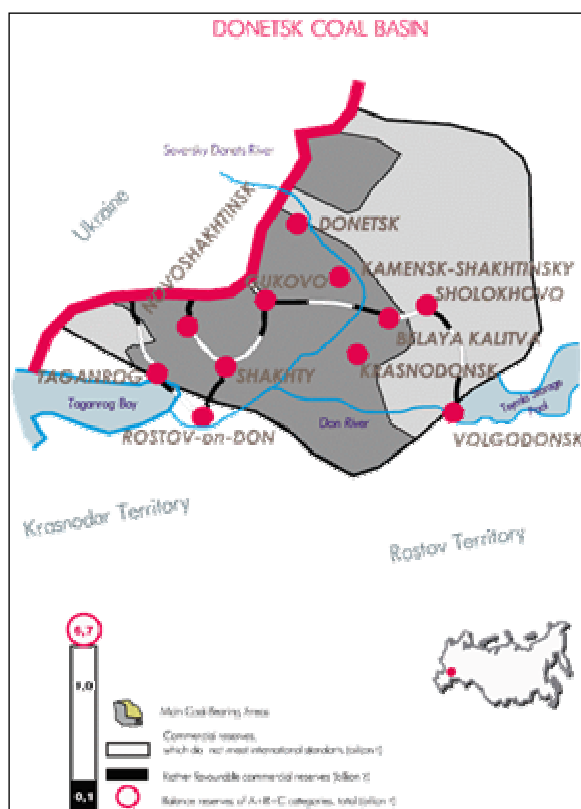 DONETSK COAL BASIN
Seversky Donets River
Ukraine
NOVOSHAKHTINSK
DONETSK
GUKOVO
KAMENSK-SHAKHTINSKY
SHOLOKHOVO
BELAYA KALITVA
KRASNODONSK
TAGANROG
SHAKHTY
Taganrog Bay
ROSTOV-on-DON
Don River
VOLGODONSK
Krasnodar Territory
Rostov Territory
6,7
1,0
0,1
Main Coal-Bearing Areas
Commercial reserves,
which do not meet international standarts (billion t)
Rather favourable commercial reserves (billion t)
Balance reserves of A+B+C categories, total (billion t)